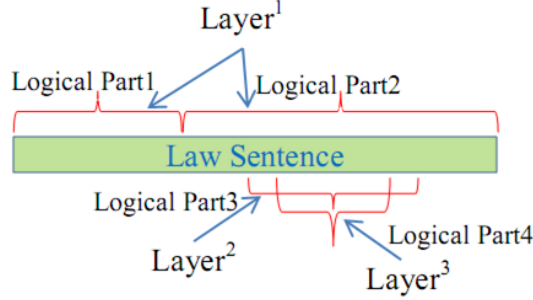 Layer¹
Logical Part1
Logical Part2
Law Sentence
Logical Part3
Logical Part4
Layer²
Layer³